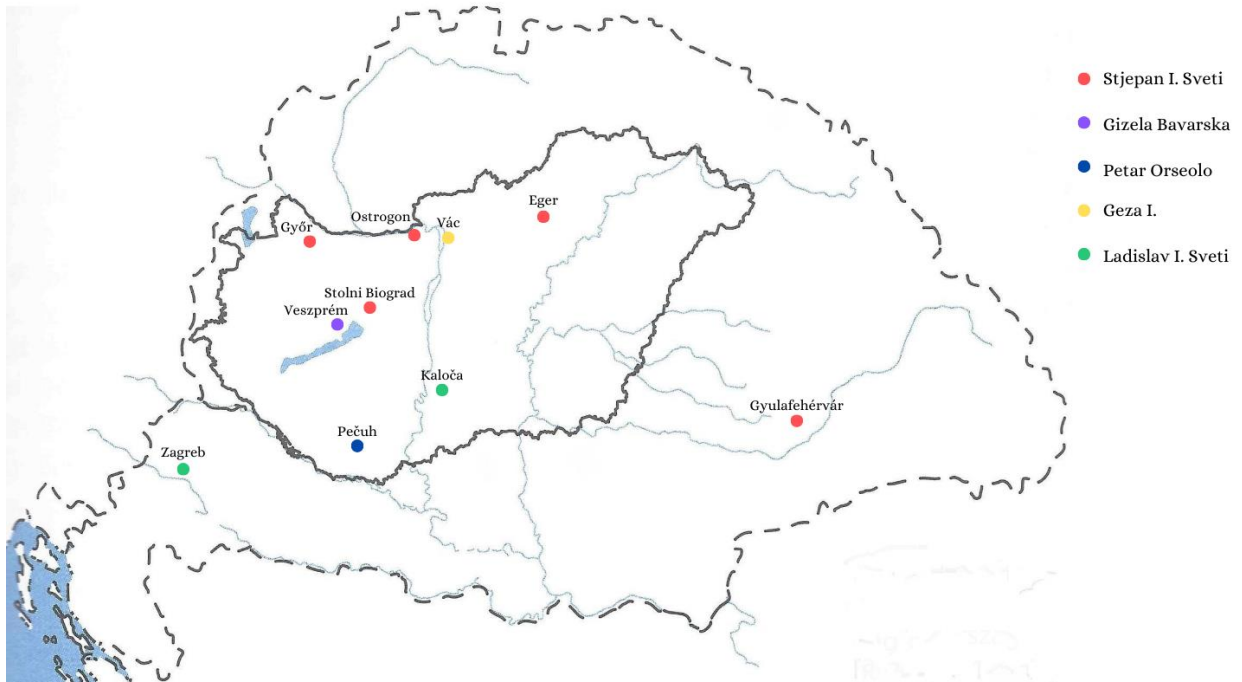 Stjepan I. Sveti
Gizela Bavarska
Petar Orseolo
Geza I.
Ladislav I. Sveti
Eger
Ostrogon
Vác
Győr
Stolni Biograd
Veszprém
Kaloča
Gyulafehérvár
Pečuh
Zagreb